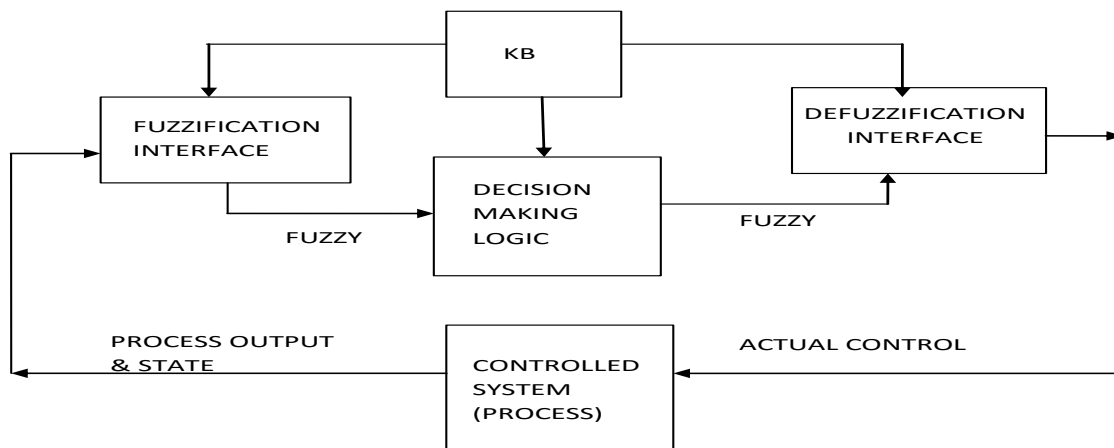 KB
FUZZIFICATION
INTERFACE
DEFUZZIFICATION
INTERFACE
DECISION
MAKING
LOGIC
FUZZY
FUZZY
PROCESS OUTPUT
& STATE
CONTROLLED
SYSTEM
(PROCESS)
ACTUAL CONTROL